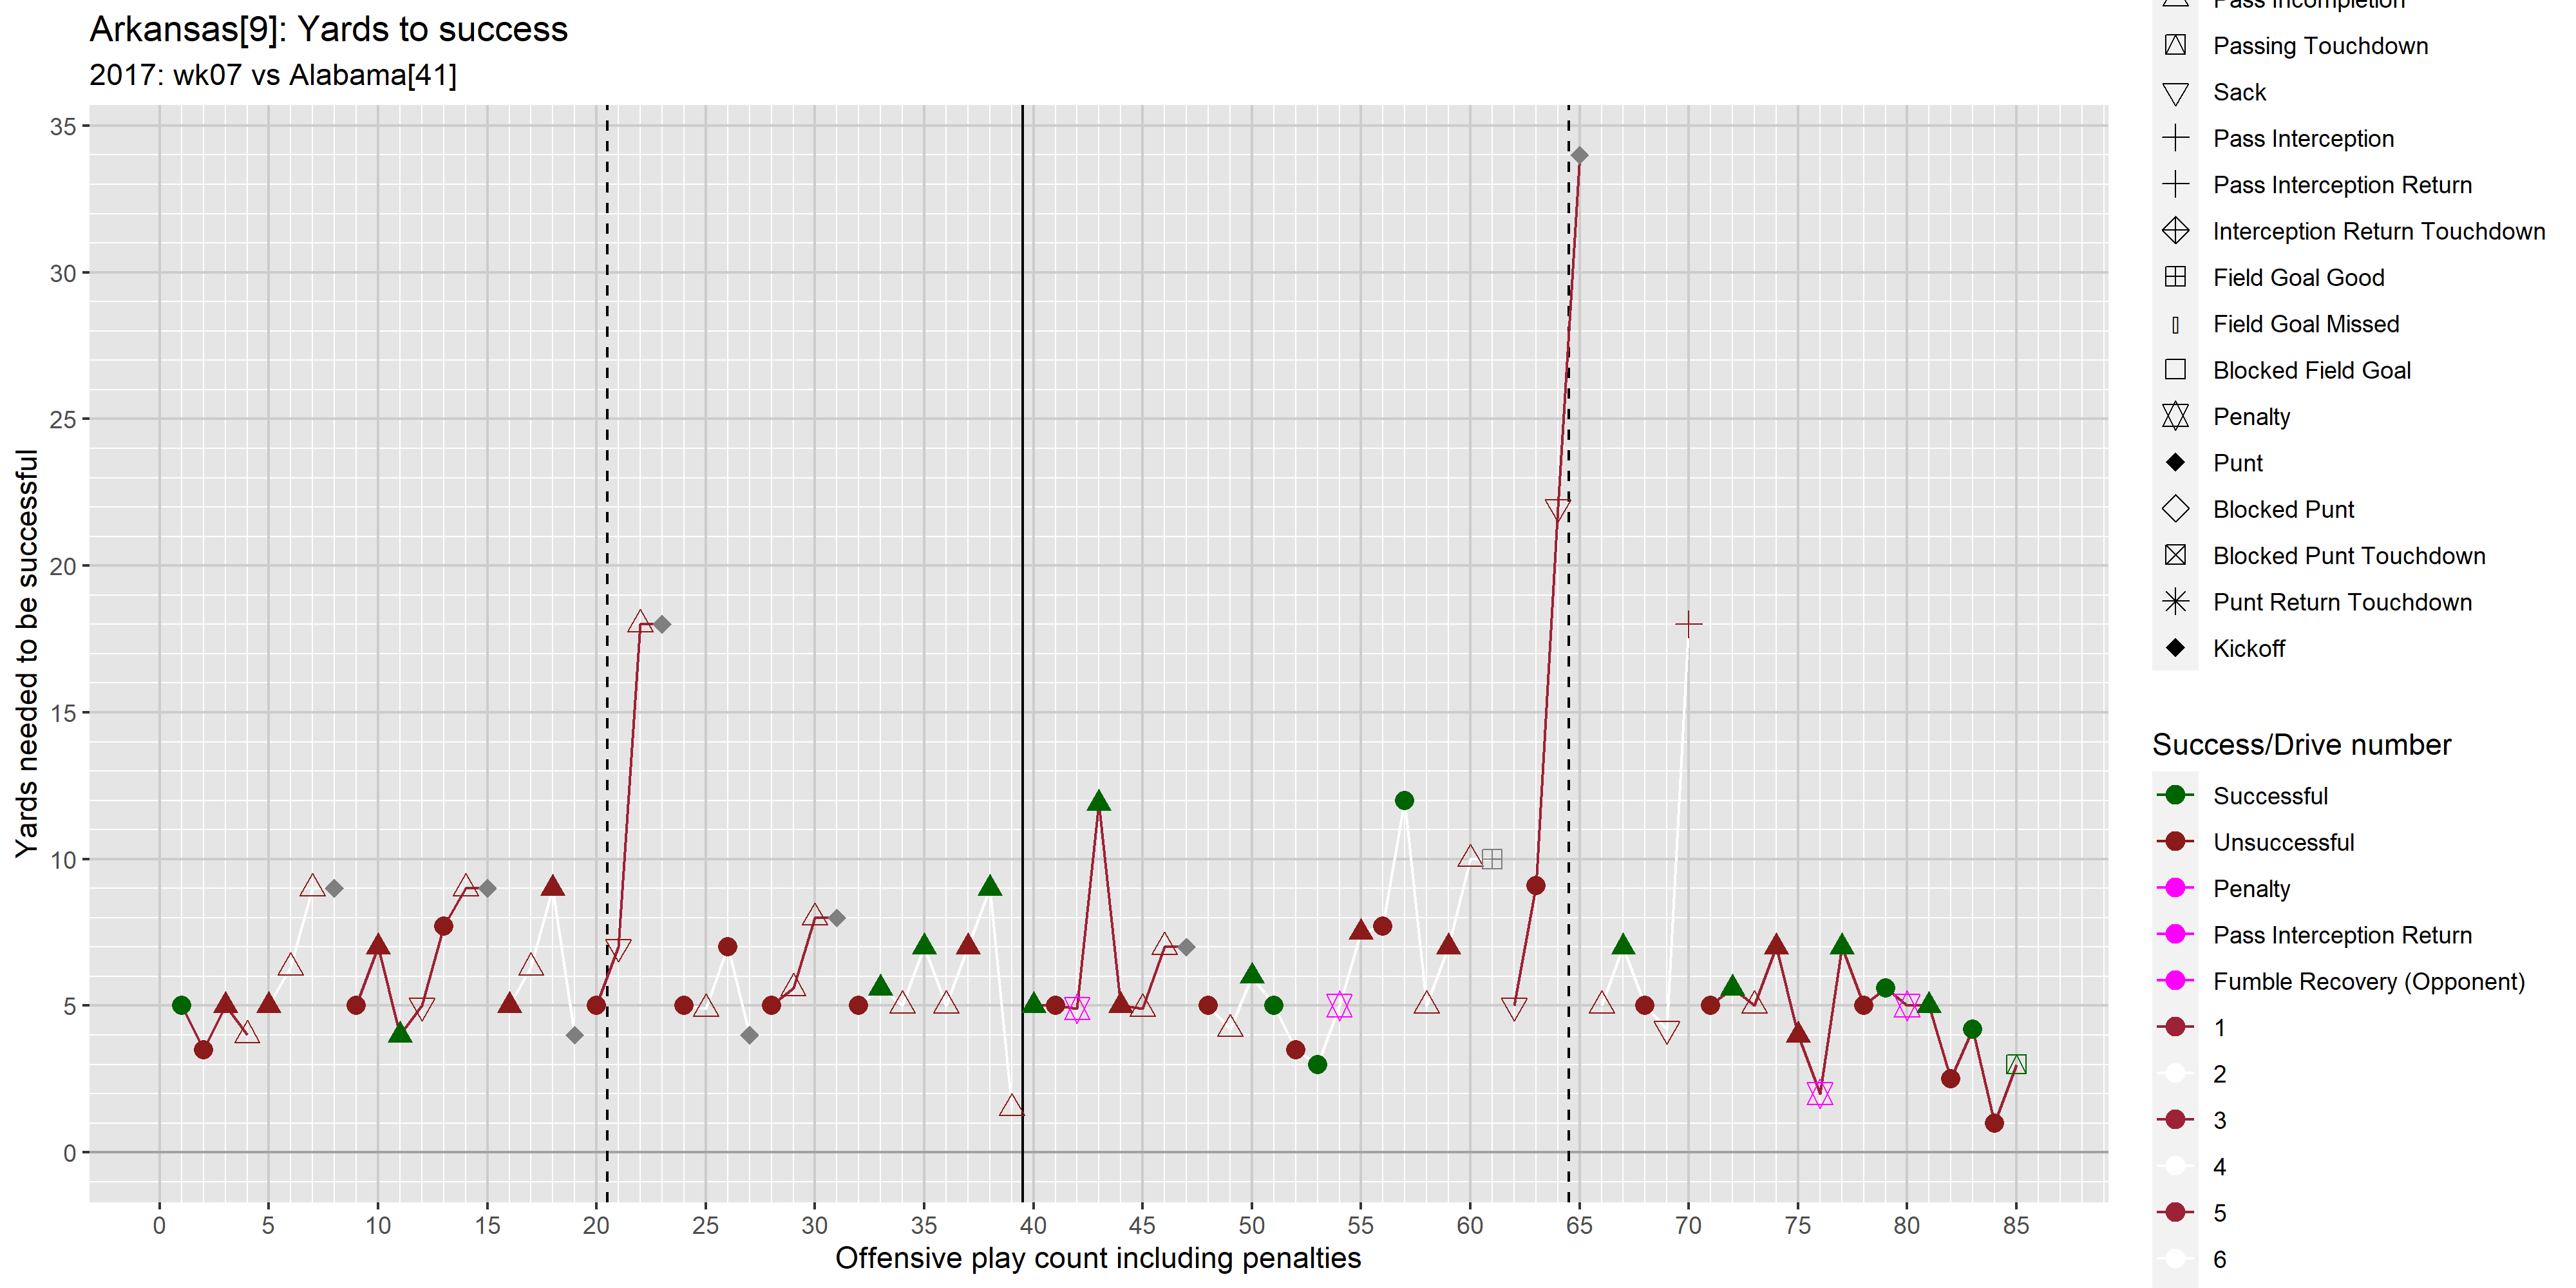 Arkansas[9]: Yards to success
2017: wk07 vs Alabama[41]
Yards needed to be successful
35
30
25
20
15
10
5
0
0 5 10 15 20 25 30 35 40 45 50 55 60 65 70 75 80 85
Offensive play count including penalties
Pass Incompletion
Passing Touchdown
Sack
Pass Interception
Pass Interception Return
Interception Return Touchdown
Field Goal Good
Field Goal Missed
Blocked Field Goal
Penalty
Punt
Blocked Punt
Blocked Punt Touchdown
Punt Return Touchdown
Kickoff
Success/Drive number
Successful
Unsuccessful
Penalty
Pass Interception Return
Fumble Recovery (Opponent)
1
2
3
4
5
6